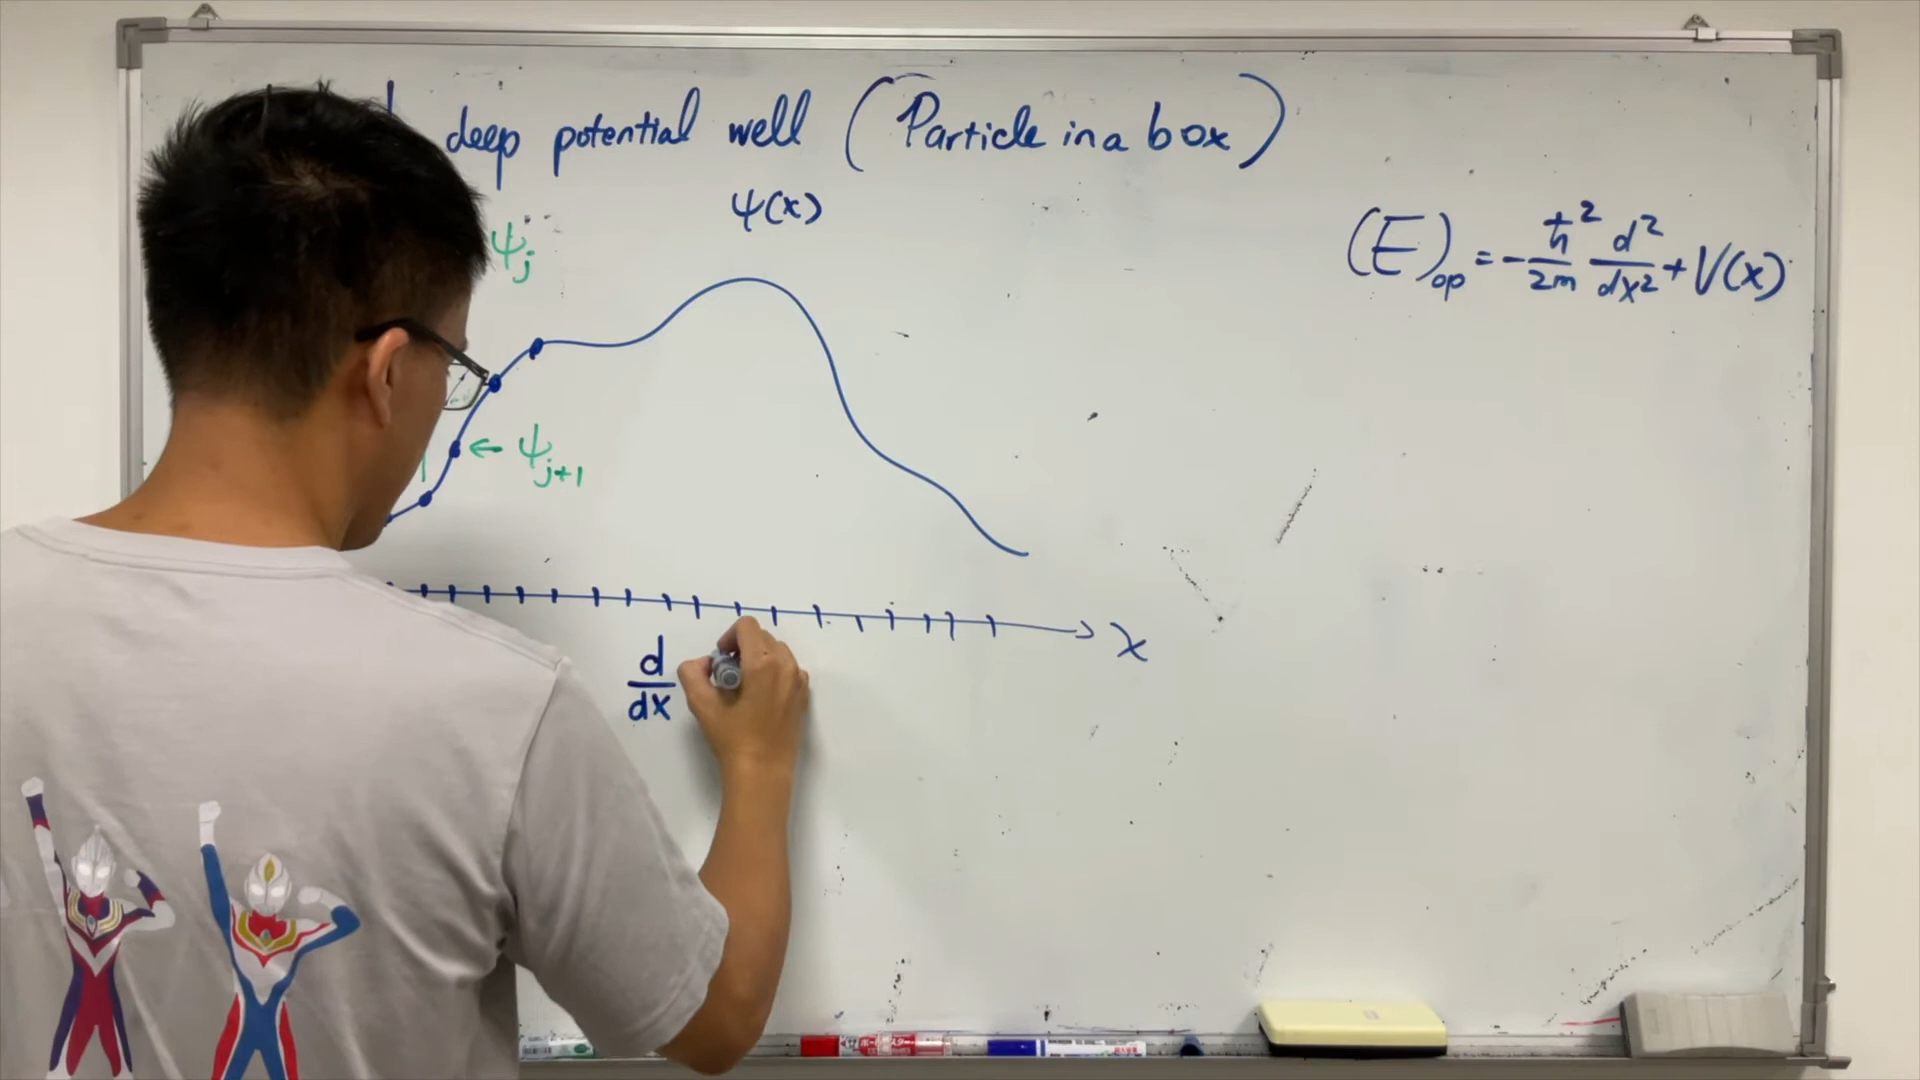 deep potential well (Particle in a box)
ψ(x)
ψj
(E)op = -ħ²/2m d²/dx² + V(x)
← ψj+1
x
d/dx